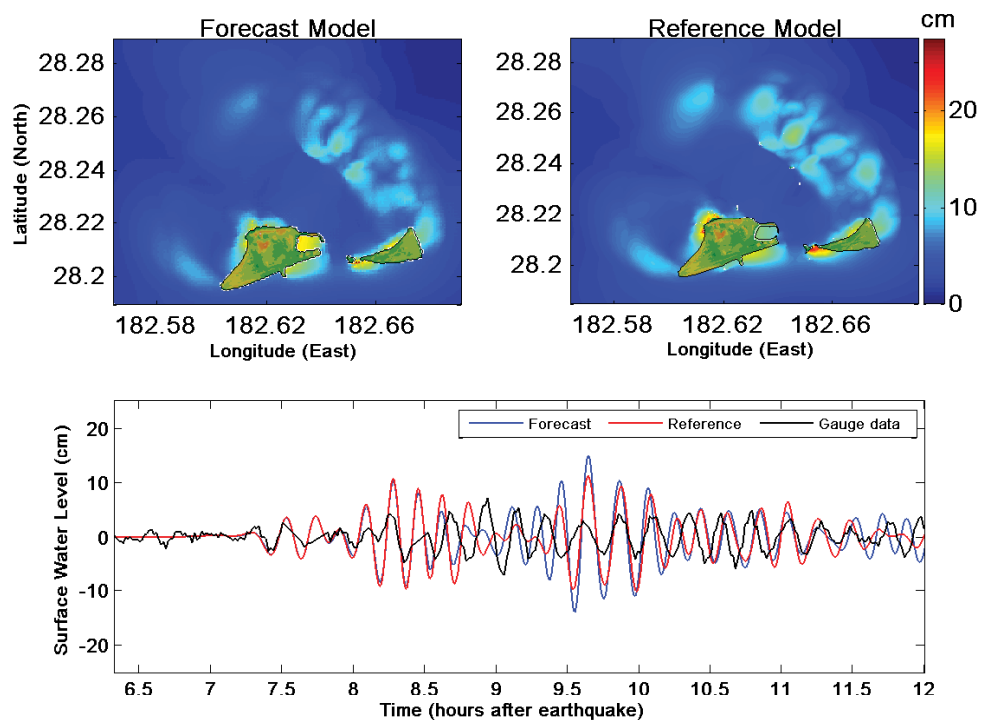 Forecast Model
Reference Model
cm
28.28
28.26
28.24
28.22
28.2
Latitude (North)
182.58 182.62 182.66
Longitude (East)
28.28
28.26
28.24
28.22
28.2
182.58 182.62 182.66
Longitude (East)
20
10
0
Forecast Reference Gauge data
Surface Water Level (cm)
20
10
0
-10
-20
6.5 7 7.5 8 8.5 9 9.5 10 10.5 11 11.5 12
Time (hours after earthquake)